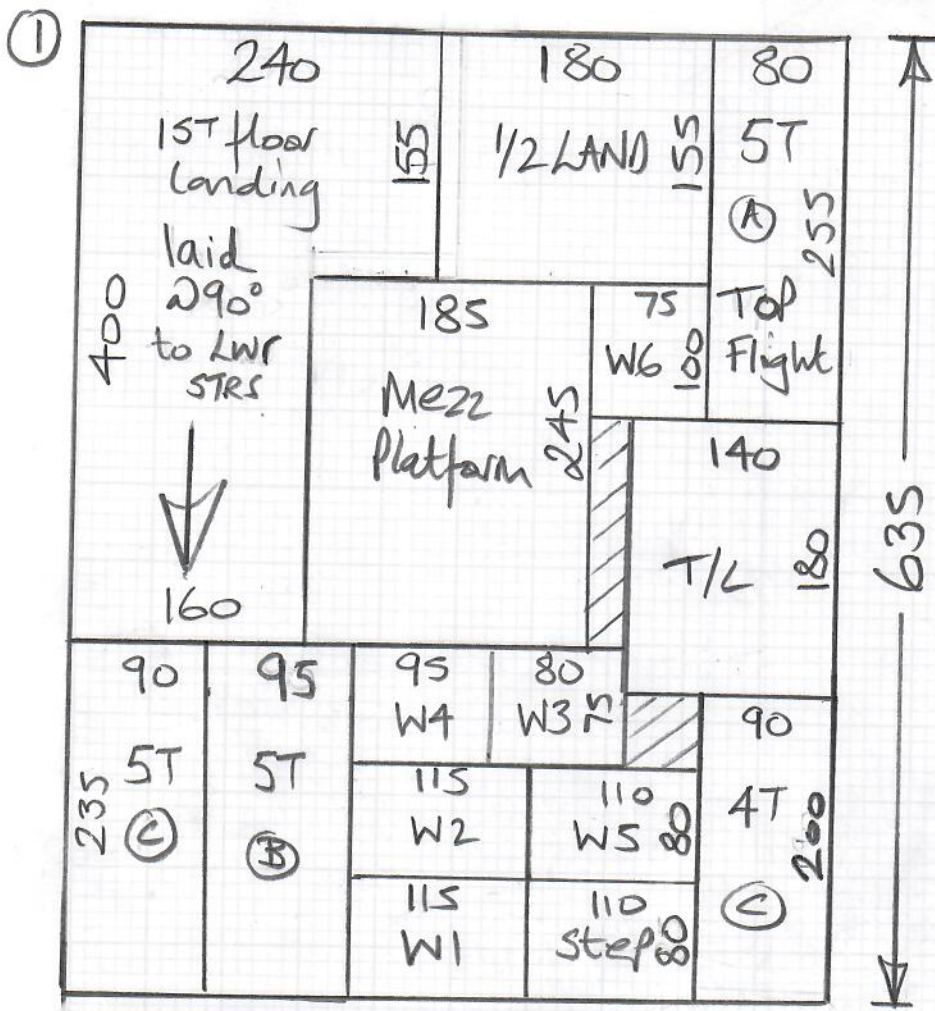 1
240
1ST floor
Landing
155
laid
@90°
to LWR
STRS
400
160
180
1/2 LAND
155
80
5T
A
255
Top
Flight
185
Mezz
Platform
245
75
W6
100
140
T/L
180
635
90
5T
C
235
95
5T
B
95
W4
80
W3
75
115
W2
110
W5
80
115
W1
110
Step
80
90
4T
200
C